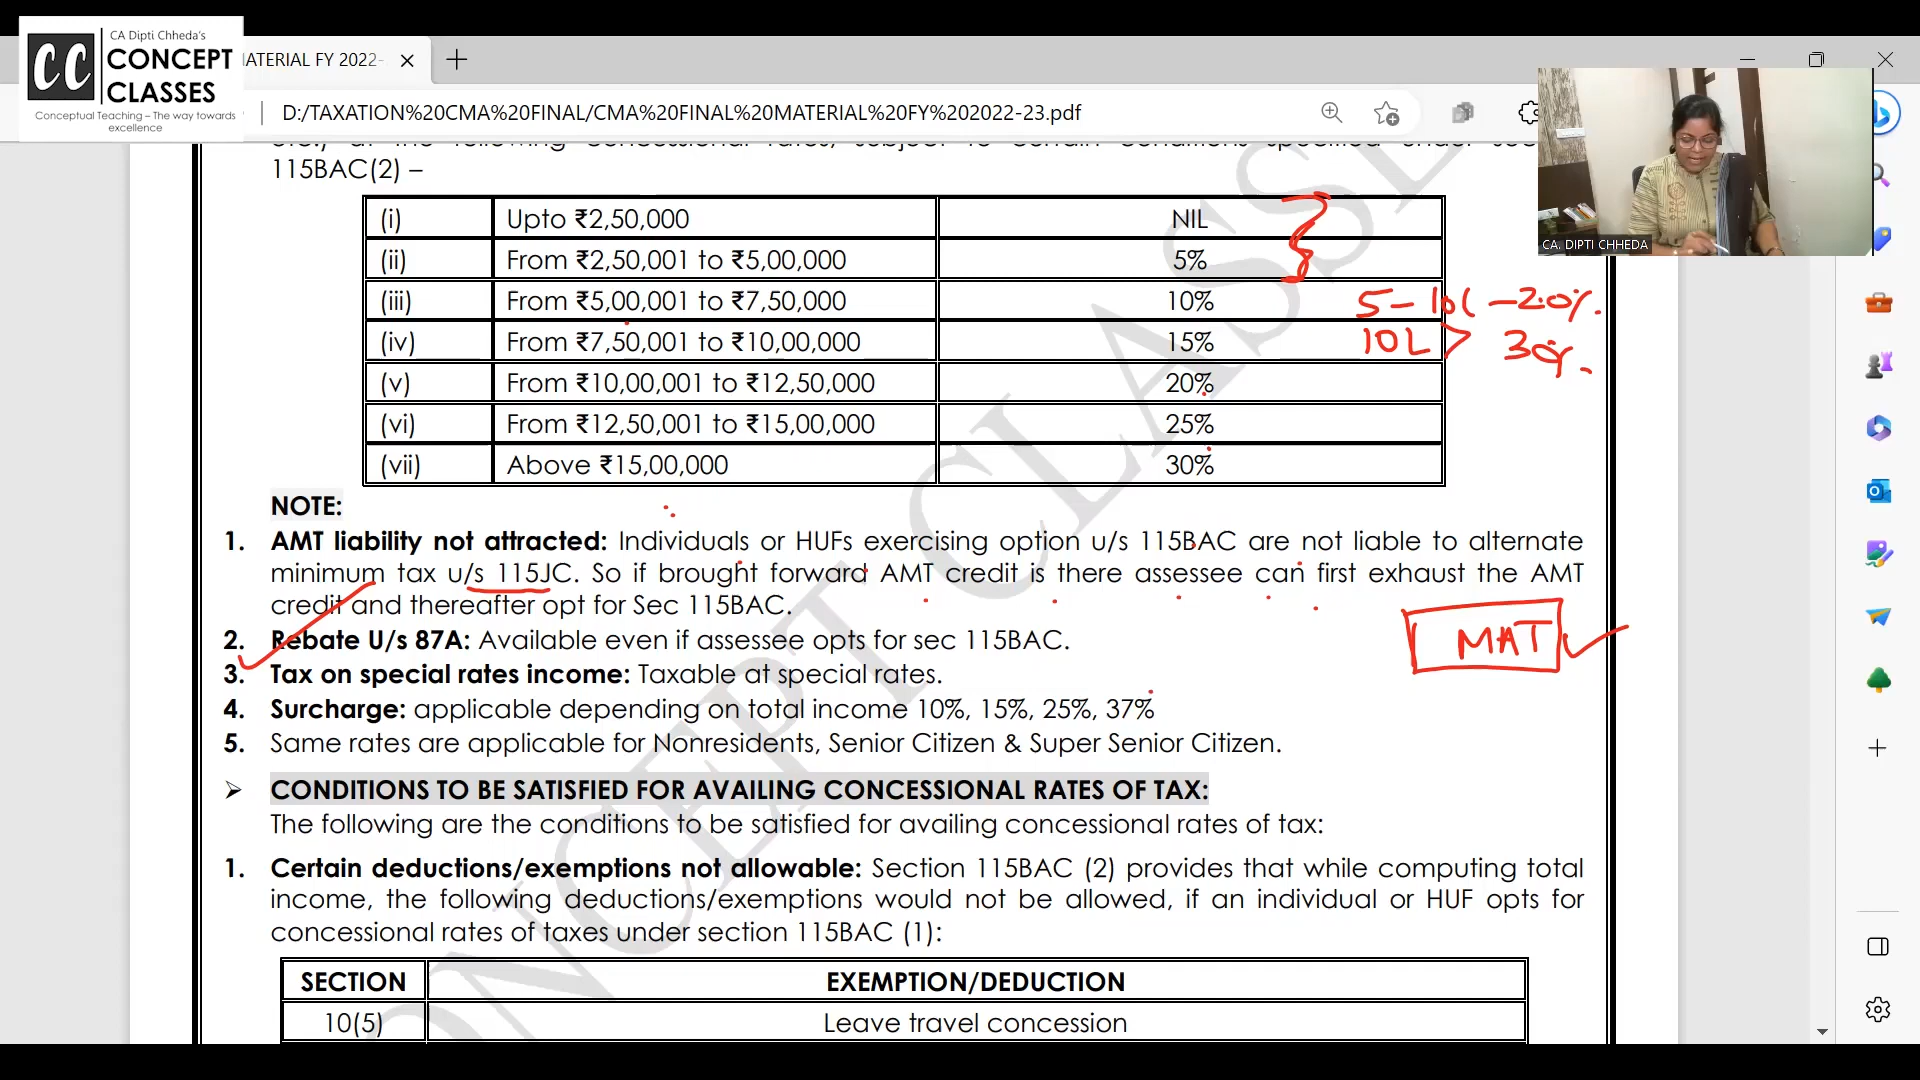 CA Dipti Chheda's
CC CONCEPT
CLASSES
Conceptual Teaching – The way towards
excellence
ATERIAL FY 2022-
D:/TAXATION%20CMA%20FINAL/CMA%20FINAL%20MATERIAL%20FY%202022-23.pdf
CA. DIPTI CHHEDA
115BAC(2) –
(i) Upto ₹2,50,000 NIL
(ii) From ₹2,50,001 to ₹5,00,000 5%
(iii) From ₹5,00,001 to ₹7,50,000 10%
5 – 10L – 20%.
(iv) From ₹7,50,001 to ₹10,00,000 15%
10L > 30%.
(v) From ₹10,00,001 to ₹12,50,000 20%
(vi) From ₹12,50,001 to ₹15,00,000 25%
(vii) Above ₹15,00,000 30%
NOTE:
1. AMT liability not attracted: Individuals or HUFs exercising option u/s 115BAC are not liable to alternate
minimum tax u/s 115JC. So if brought forward AMT credit is there assessee can first exhaust the AMT
credit and thereafter opt for Sec 115BAC.
2. Rebate U/s 87A: Available even if assessee opts for sec 115BAC.
MAT
3. Tax on special rates income: Taxable at special rates.
4. Surcharge: applicable depending on total income 10%, 15%, 25%, 37%
5. Same rates are applicable for Nonresidents, Senior Citizen & Super Senior Citizen.
➢ CONDITIONS TO BE SATISFIED FOR AVAILING CONCESSIONAL RATES OF TAX:
The following are the conditions to be satisfied for availing concessional rates of tax:
1. Certain deductions/exemptions not allowable: Section 115BAC (2) provides that while computing total
income, the following deductions/exemptions would not be allowed, if an individual or HUF opts for
concessional rates of taxes under section 115BAC (1):
SECTION EXEMPTION/DEDUCTION
10(5) Leave travel concession
CONCEPT CLASSE